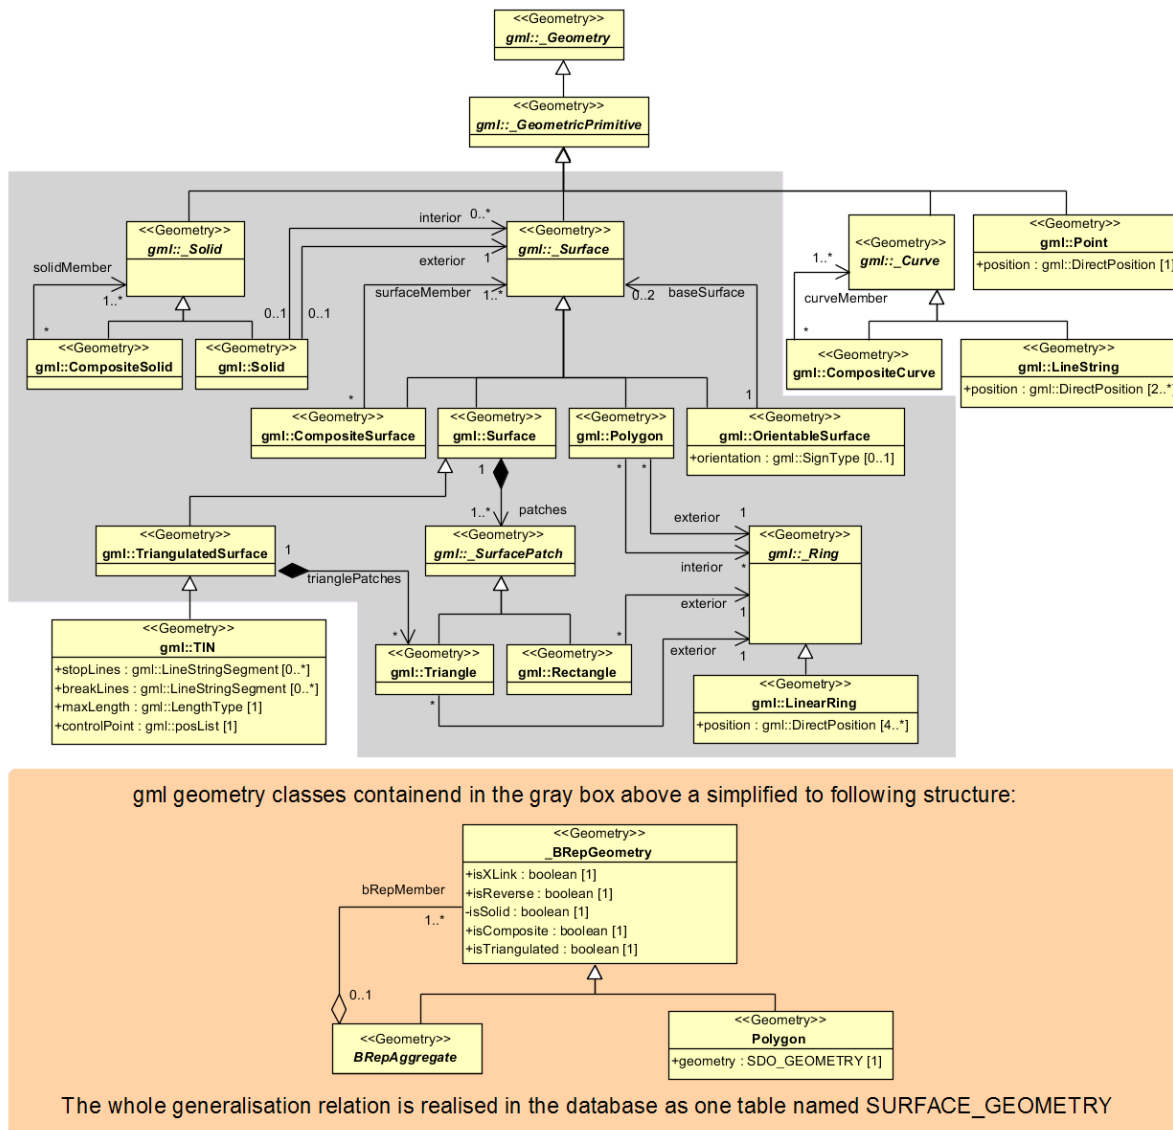 <<Geometry>>
gml::_Geometry
<<Geometry>>
gml::_GeometricPrimitive
<<Geometry>>
gml::_Solid
interior
0..*
exterior
1
<<Geometry>>
gml::_Surface
<<Geometry>>
gml::_Curve
<<Geometry>>
gml::Point
+position : gml::DirectPosition [1]
solidMember
1..*
*
surfaceMember
1..*
0..2
baseSurface
1..*
curveMember
*
0..1
0..1
<<Geometry>>
gml::CompositeSolid
<<Geometry>>
gml::Solid
<<Geometry>>
gml::CompositeCurve
<<Geometry>>
gml::LineString
+position : gml::DirectPosition [2..*]
*
1
<<Geometry>>
gml::CompositeSurface
<<Geometry>>
gml::Surface
<<Geometry>>
gml::Polygon
<<Geometry>>
gml::OrientableSurface
+orientation : gml::SignType [0..1]
1
*
*
1..*
patches
exterior
1
<<Geometry>>
gml::TriangulatedSurface
1
trianglePatches
*
<<Geometry>>
gml::_SurfacePatch
<<Geometry>>
gml::_Ring
interior
*
exterior
1
*
exterior
1
<<Geometry>>
gml::TIN
+stopLines : gml::LineStringSegment [0..*]
+breakLines : gml::LineStringSegment [0..*]
+maxLength : gml::LengthType [1]
+controlPoint : gml::posList [1]
<<Geometry>>
gml::Triangle
*
<<Geometry>>
gml::Rectangle
<<Geometry>>
gml::LinearRing
+position : gml::DirectPosition [4..*]
gml geometry classes containend in the gray box above a simplified to following structure:
<<Geometry>>
_BRepGeometry
+isXLink : boolean [1]
+isReverse : boolean [1]
-isSolid : boolean [1]
+isComposite : boolean [1]
+isTriangulated : boolean [1]
bRepMember
1..*
0..1
<<Geometry>>
BRepAggregate
<<Geometry>>
Polygon
+geometry : SDO_GEOMETRY [1]
The whole generalisation relation is realised in the database as one table named SURFACE_GEOMETRY